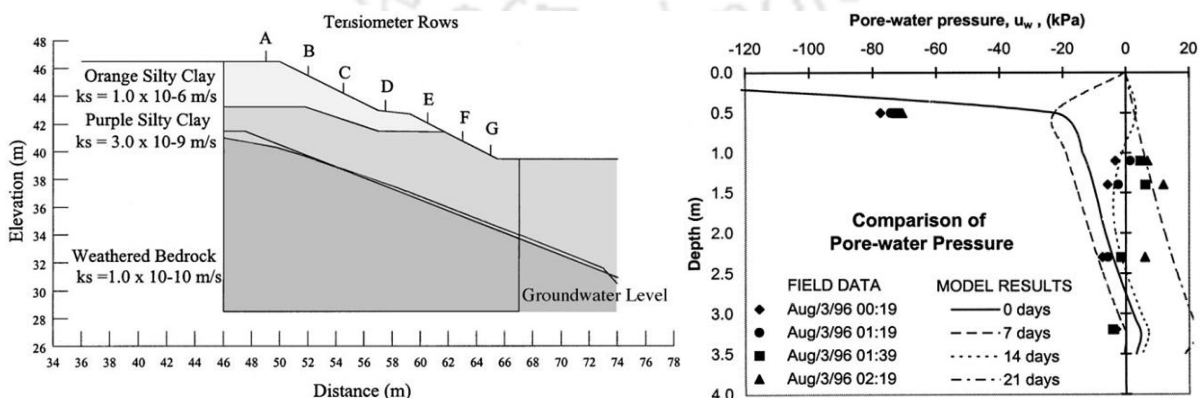 Tensiometer Rows
48
46
44
42
40
38
36
34
32
30
28
26
Elevation (m)
A
B
C
D
E
F
G
Orange Silty Clay
ks = 1.0 x 10-6 m/s
Purple Silty Clay
ks = 3.0 x 10-9 m/s
Weathered Bedrock
ks =1.0 x 10-10 m/s
Groundwater Level
34 36 38 40 42 44 46 48 50 52 54 56 58 60 62 64 66 68 70 72 74 76 78
Distance (m)
Pore-water pressure, uw , (kPa)
-120 -100 -80 -60 -40 -20 0 20
0.0
0.5
1.0
1.5
2.0
2.5
3.0
3.5
4.0
Depth (m)
Comparison of
Pore-water Pressure
FIELD DATA MODEL RESULTS
Aug/3/96 00:19 0 days
Aug/3/96 01:19 7 days
Aug/3/96 01:39 14 days
Aug/3/96 02:19 21 days